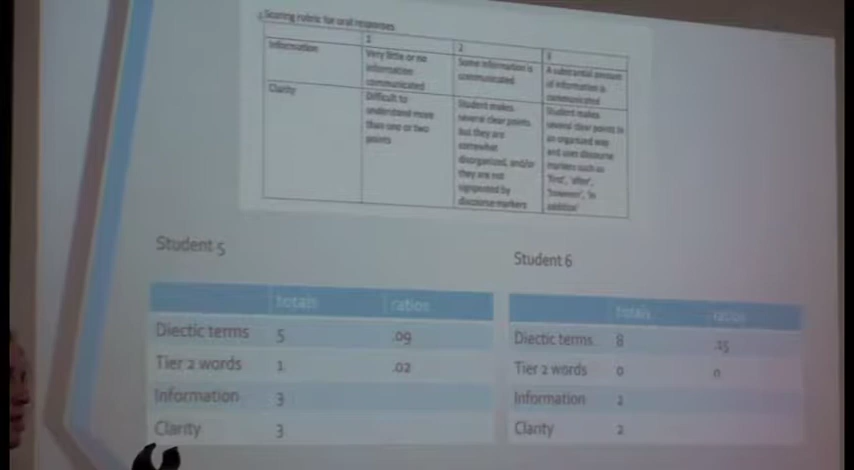 Scoring rubric for oral responses
1 2 3
Information
Very little or no
information
communicated
Some information is
communicated
A substantial amount
of information is
communicated
Clarity
Difficult to
understand more
than one or two
points
Student makes
several clear points
but they are
somewhat
disorganized, and/or
they are not
signposted by
discourse markers
Student makes
several clear points in
an organized way
and uses discourse
markers such as
'first', 'after',
'however', 'in
addition'
Student 5
totals ratios
Diectic terms 5 .09
Tier 2 words 1 .02
Information 3
Clarity 3
Student 6
totals ratios
Diectic terms 8 .15
Tier 2 words 0 0
Information 2
Clarity 2